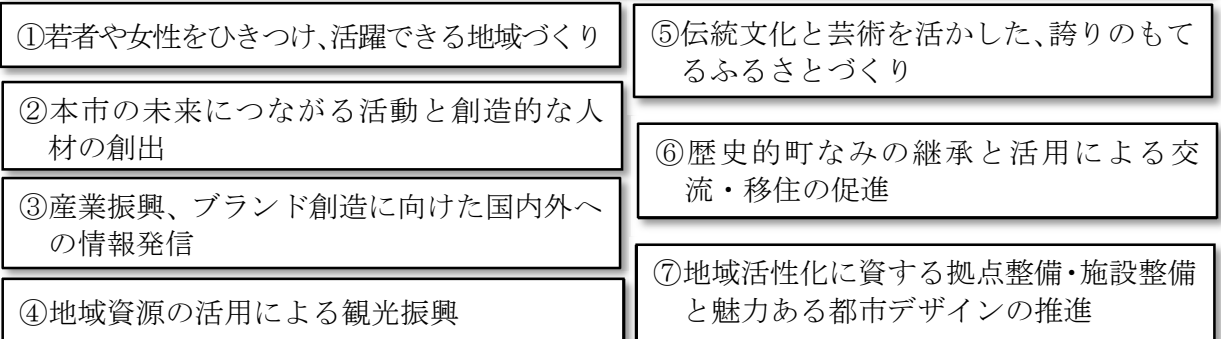 ①若者や女性をひきつけ、活躍できる地域づくり
②本市の未来につながる活動と創造的な人
材の創出
③産業振興、ブランド創造に向けた国内外へ
の情報発信
④地域資源の活用による観光振興
⑤伝統文化と芸術を活かした、誇りのもて
るふるさとづくり
⑥歴史的町なみの継承と活用による交
流・移住の促進
⑦地域活性化に資する拠点整備・施設整備
と魅力ある都市デザインの推進